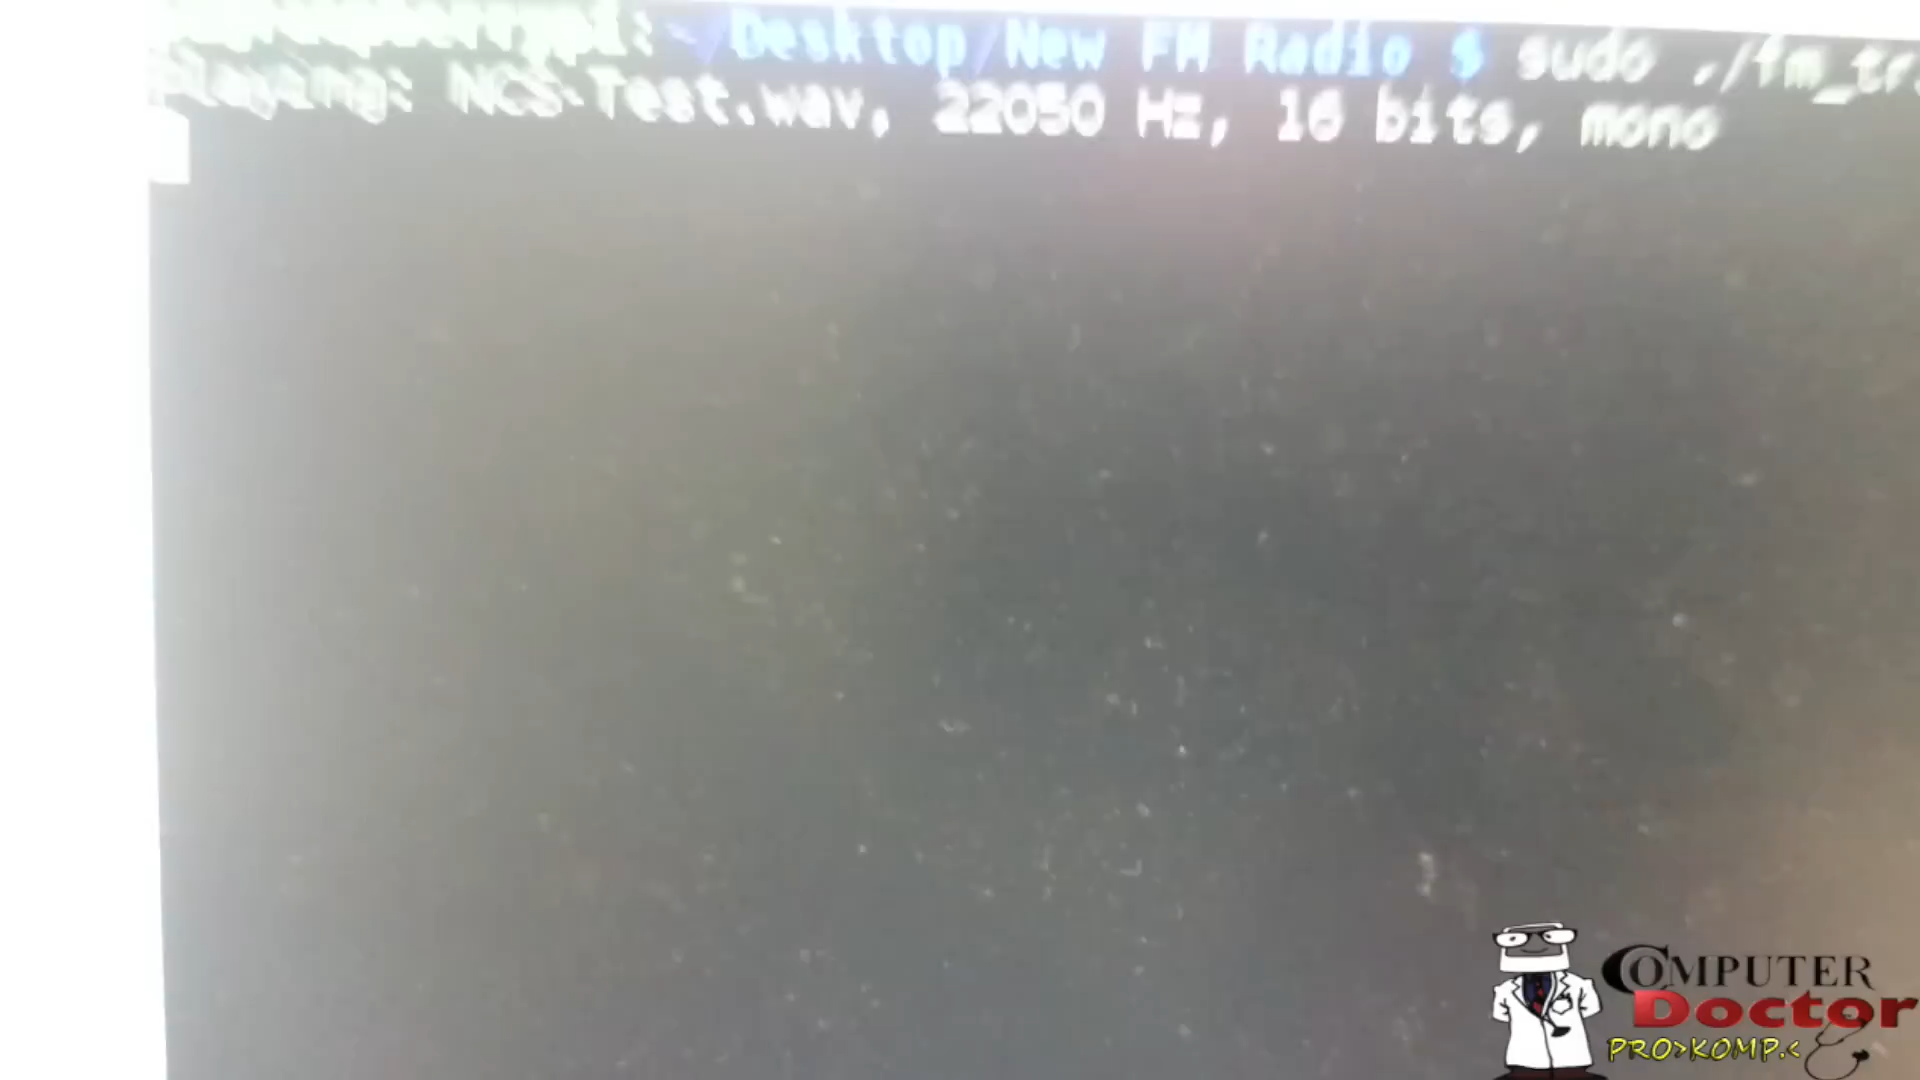 ~/Desktop/New FM Radio $ sudo ./fm_tr
Playing: NCS-Test.wav, 22050 Hz, 16 bits, mono
COMPUTER
Doctor
PRO>KOMP.<